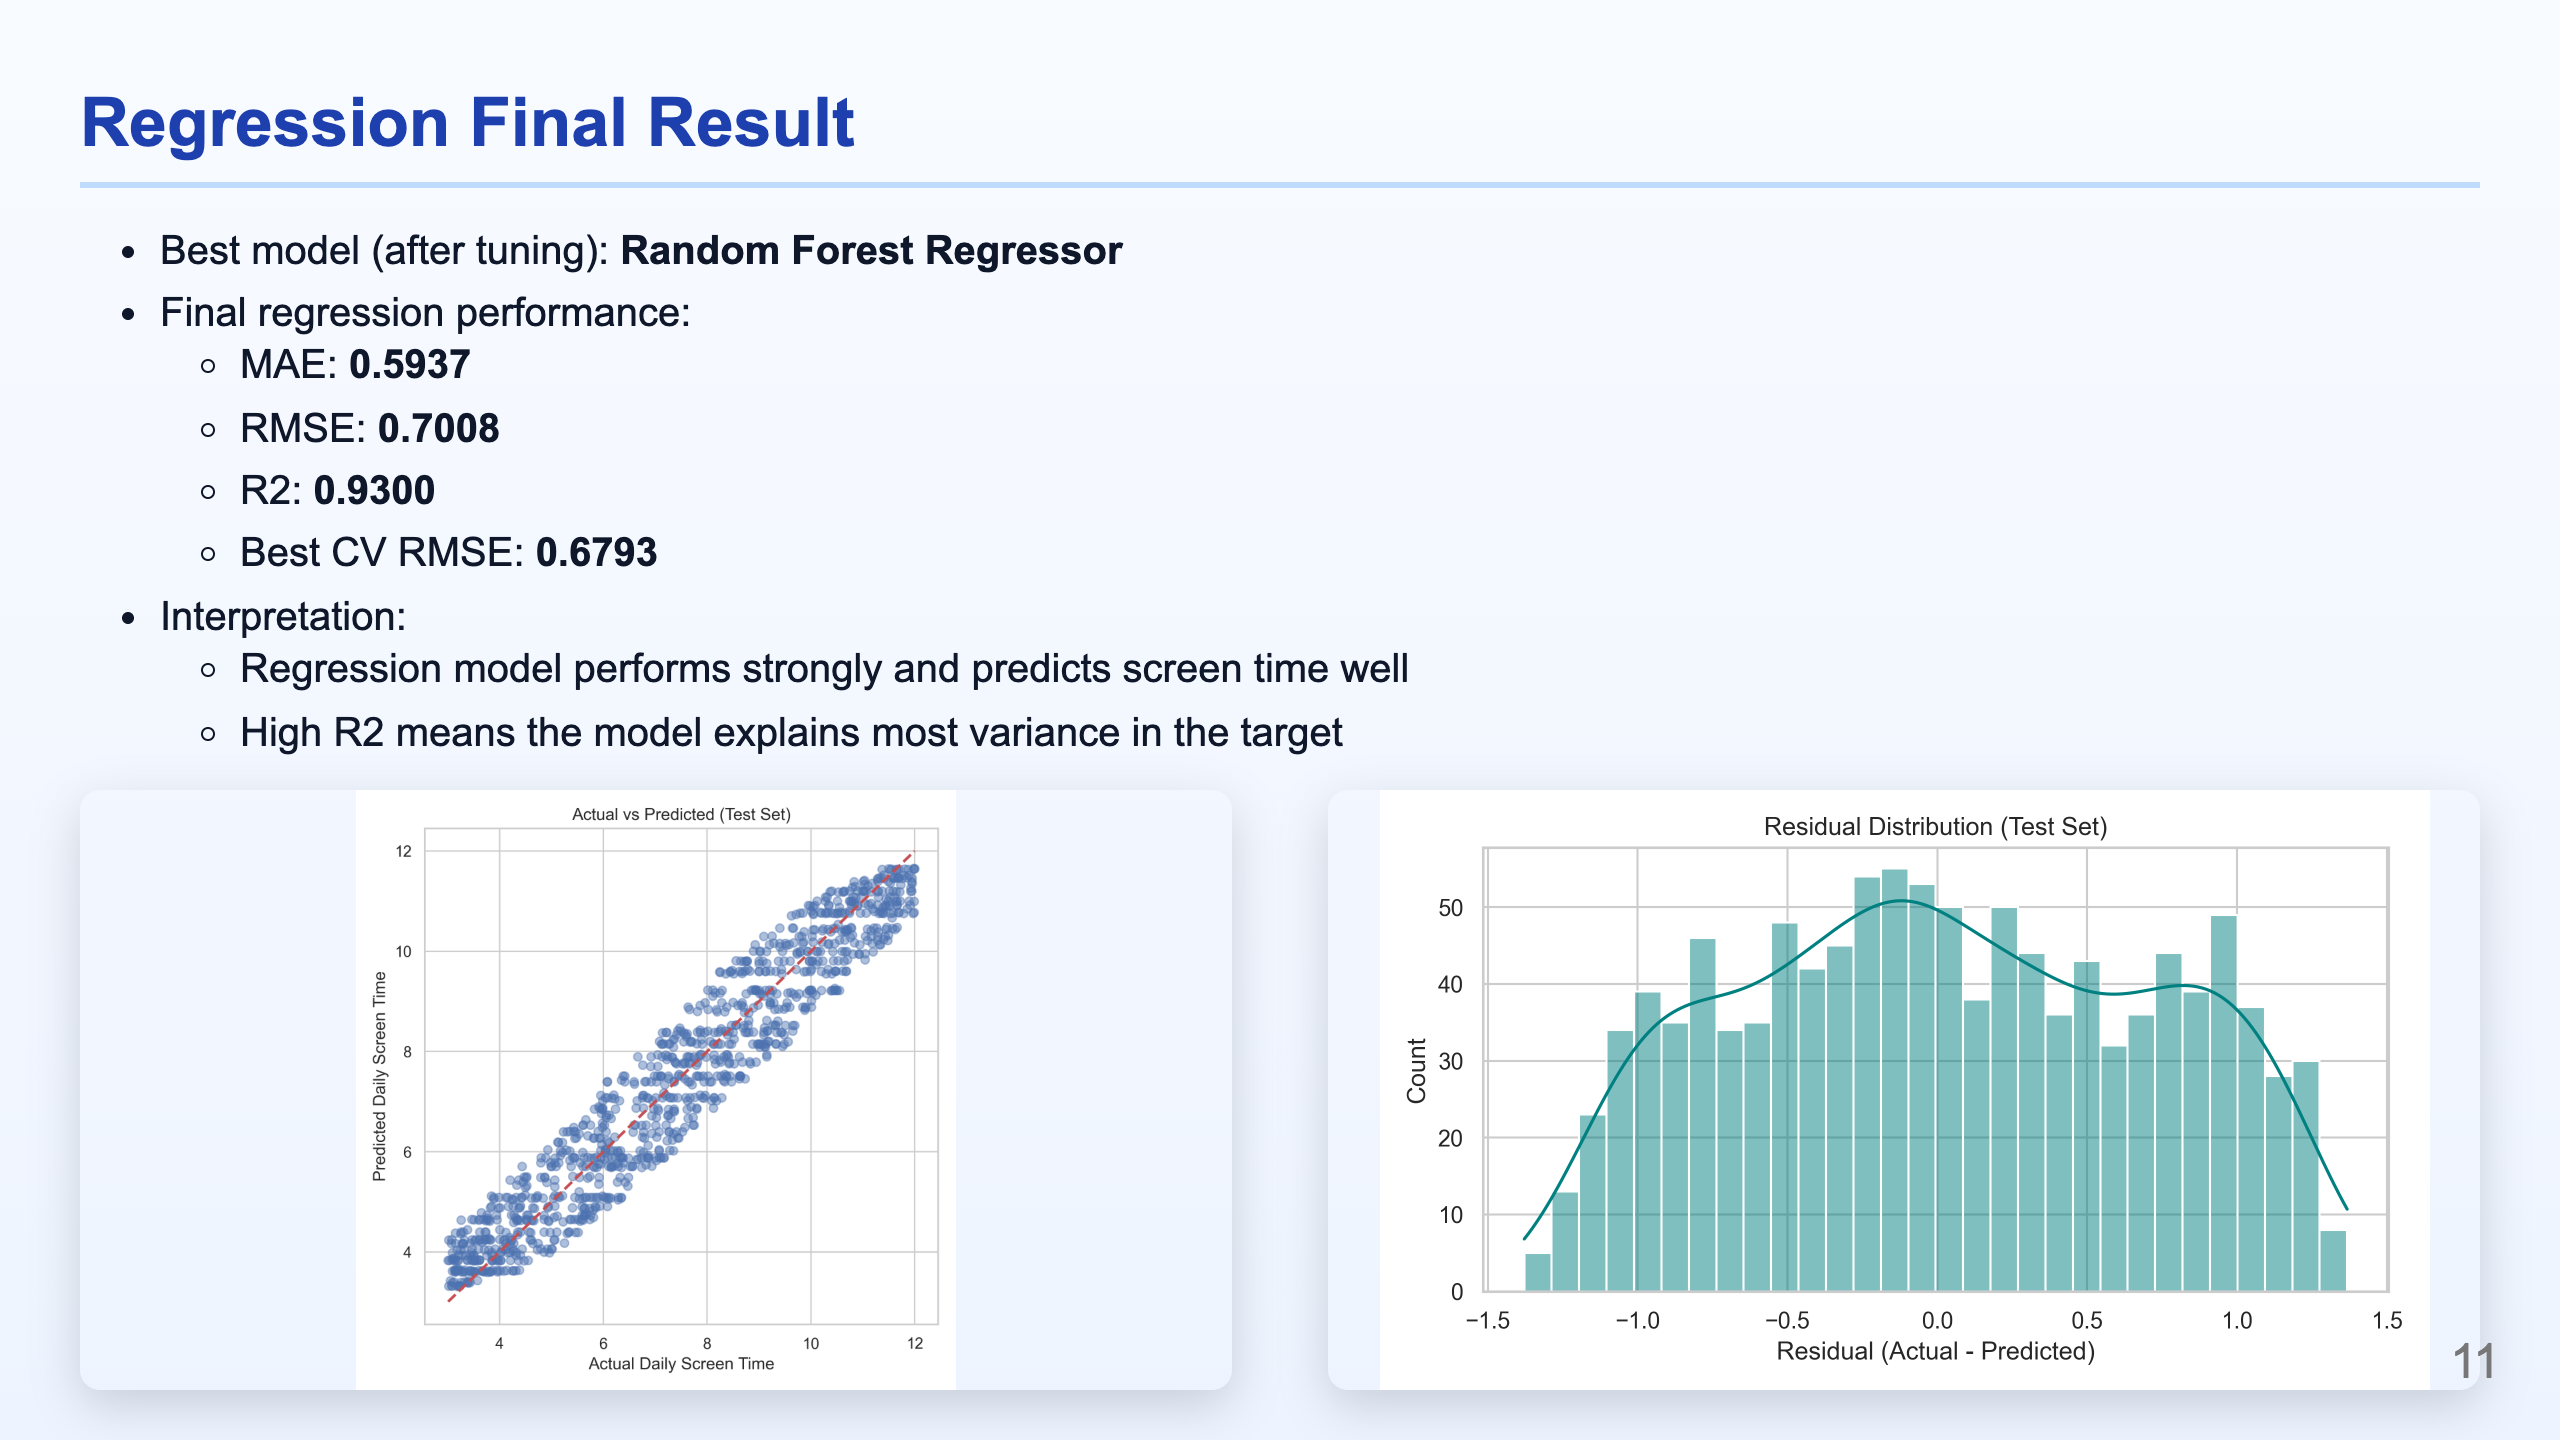 Regression Final Result
• Best model (after tuning): Random Forest Regressor
• Final regression performance:
○ MAE: 0.5937
○ RMSE: 0.7008
○ R2: 0.9300
○ Best CV RMSE: 0.6793
• Interpretation:
○ Regression model performs strongly and predicts screen time well
○ High R2 means the model explains most variance in the target
Actual vs Predicted (Test Set)
12
10
8
6
4
Predicted Daily Screen Time
4 6 8 10 12
Actual Daily Screen Time
Residual Distribution (Test Set)
50
40
30
20
10
0
Count
−1.5 −1.0 −0.5 0.0 0.5 1.0 1.5
Residual (Actual - Predicted)
11